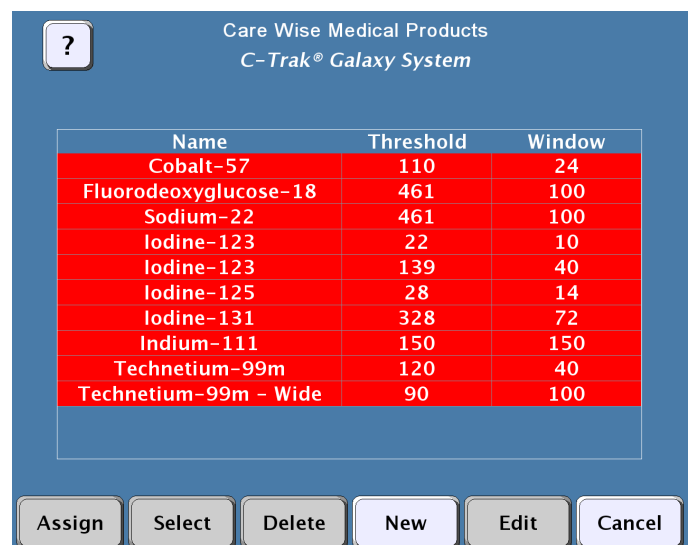 ?
Care Wise Medical Products
C-Trak® Galaxy System
Name Threshold Window
Cobalt-57 110 24
Fluorodeoxyglucose-18 461 100
Sodium-22 461 100
Iodine-123 22 10
Iodine-123 139 40
Iodine-125 28 14
Iodine-131 328 72
Indium-111 150 150
Technetium-99m 120 40
Technetium-99m - Wide 90 100
Assign Select Delete New Edit Cancel